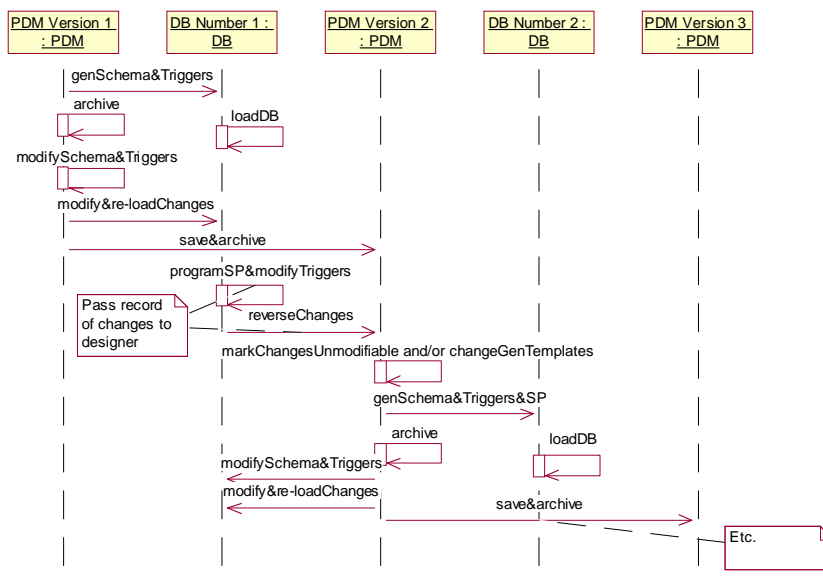 PDM Version 1
: PDM
DB Number 1 :
DB
PDM Version 2
: PDM
DB Number 2 :
DB
PDM Version 3
: PDM
genSchema&Triggers
archive
loadDB
modifySchema&Triggers
modify&re-loadChanges
save&archive
programSP&modifyTriggers
Pass record
of changes to
designer
reverseChanges
markChangesUnmodifiable and/or changeGenTemplates
genSchema&Triggers&SP
archive
loadDB
modifySchema&Triggers
modify&re-loadChanges
save&archive
Etc.